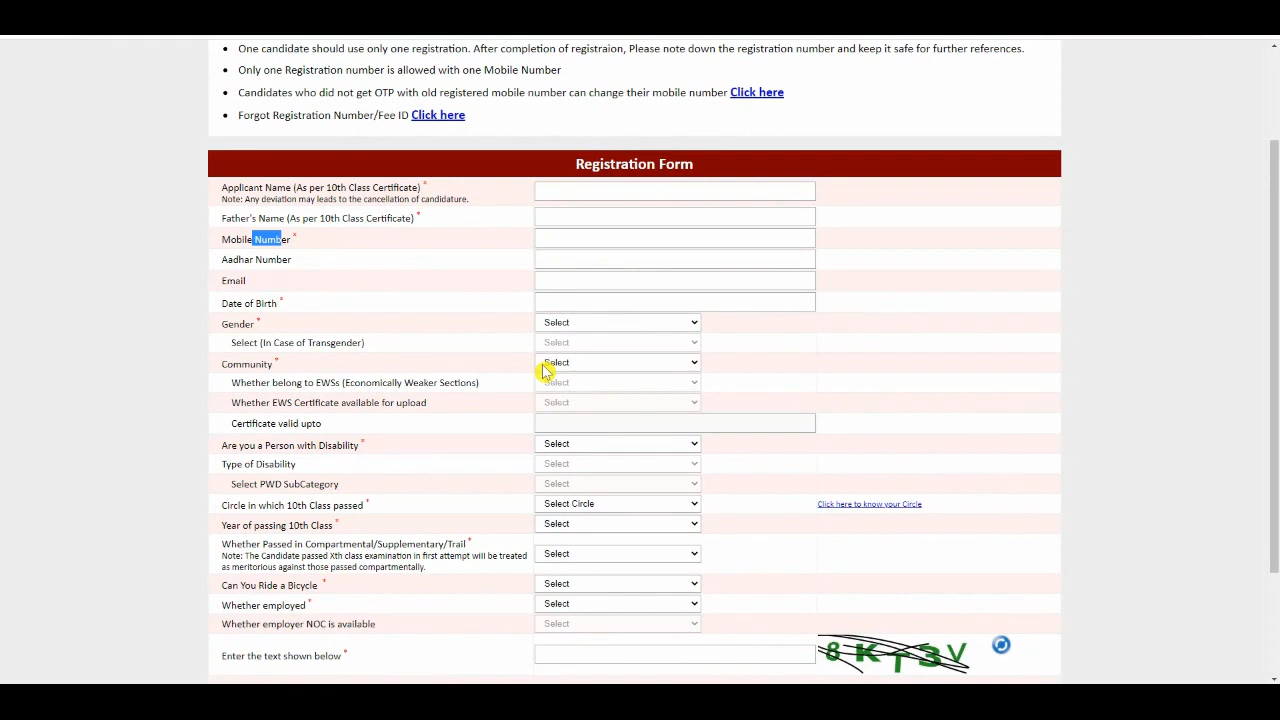 One candidate should use only one registration. After completion of registraion, Please note down the registration number and keep it safe for further references.
Only one Registration number is allowed with one Mobile Number
Candidates who did not get OTP with old registered mobile number can change their mobile number Click here
Forgot Registration Number/Fee ID Click here
Registration Form
Applicant Name (As per 10th Class Certificate) *
Note: Any deviation may leads to the cancellation of candidature.
Father's Name (As per 10th Class Certificate) *
Mobile Number *
Aadhar Number
Email
Date of Birth *
Gender * Select
Select (In Case of Transgender) Select
Community * Select
Whether belong to EWSs (Economically Weaker Sections) Select
Whether EWS Certificate available for upload Select
Certificate valid upto
Are you a Person with Disability * Select
Type of Disability Select
Select PWD SubCategory Select
Circle in which 10th Class passed * Select Circle Click here to know your Circle
Year of passing 10th Class * Select
Whether Passed in Compartmental/Supplementary/Trail * Select
Note: The Candidate passed Xth class examination in first attempt will be treated
as meritorious against those passed compartmentally.
Can You Ride a Bicycle * Select
Whether employed * Select
Whether employer NOC is available Select
Enter the text shown below * 8KT3V